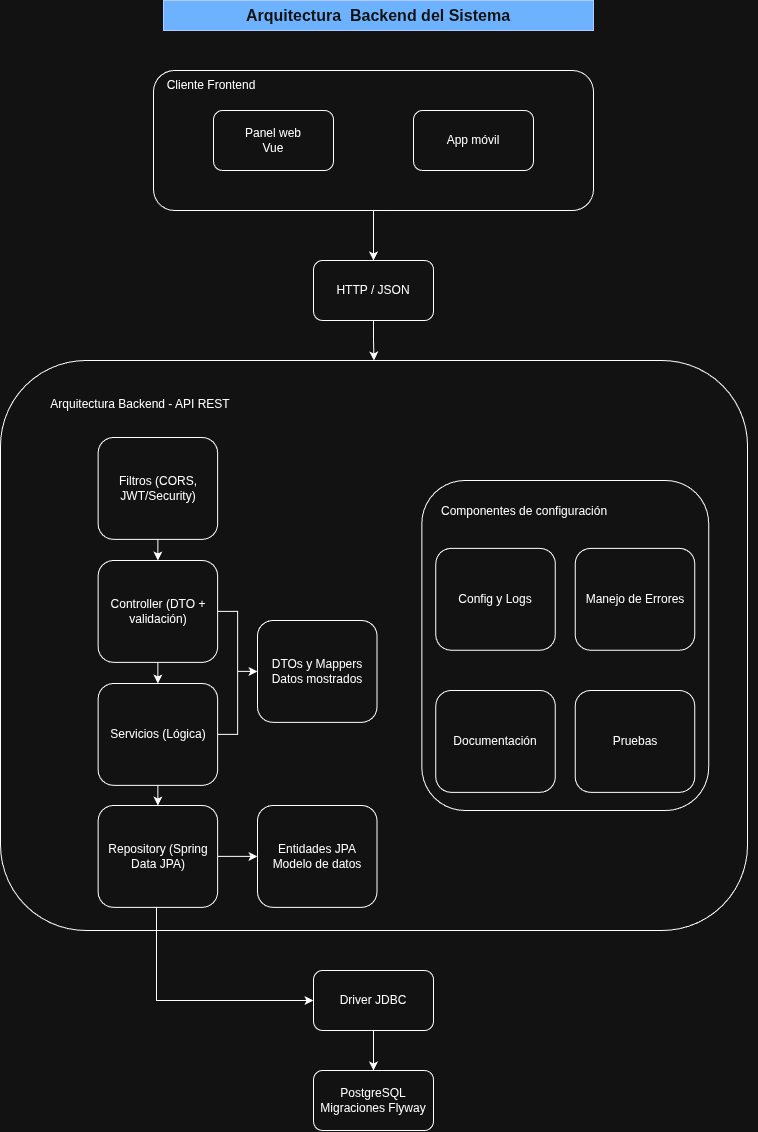 Arquitectura  Backend del Sistema
Cliente Frontend
Panel web
Vue
App móvil
HTTP / JSON
Arquitectura Backend - API REST
Filtros (CORS,
JWT/Security)
Controller (DTO +
validación)
DTOs y Mappers
Datos mostrados
Servicios (Lógica)
Repository (Spring
Data JPA)
Entidades JPA
Modelo de datos
Componentes de configuración
Config y Logs
Manejo de Errores
Documentación
Pruebas
Driver JDBC
PostgreSQL
Migraciones Flyway